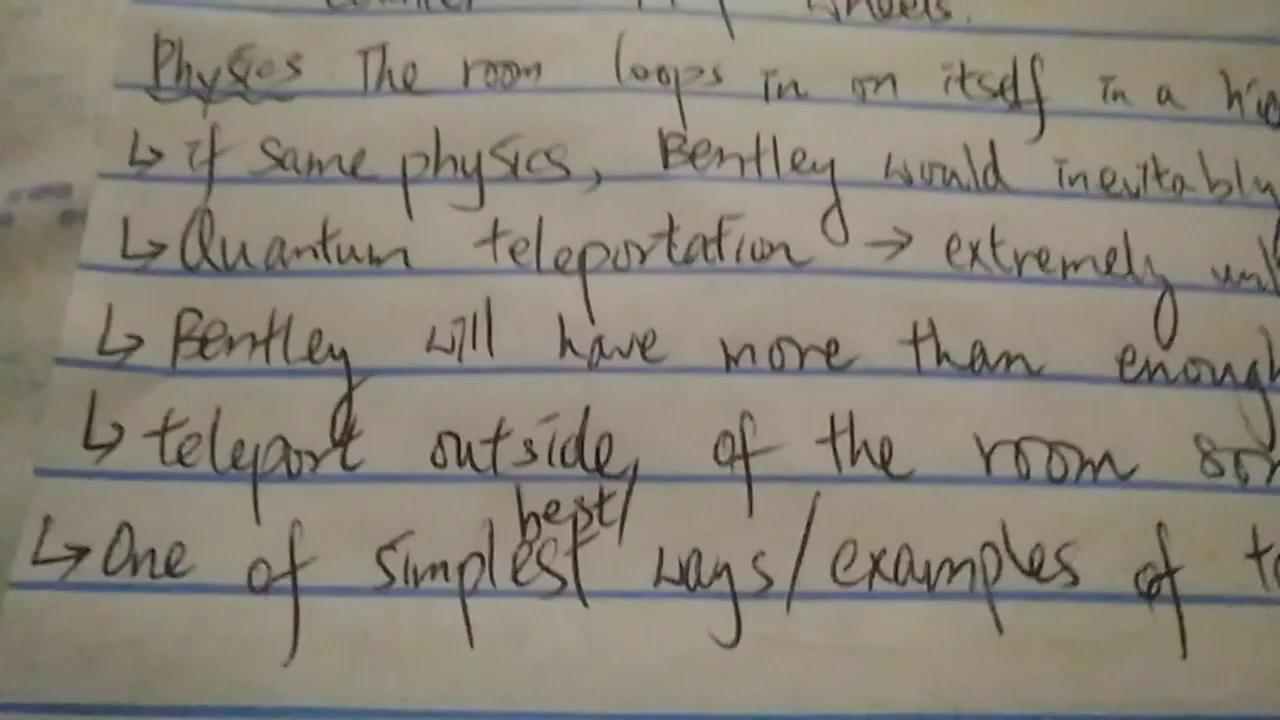 wheels.
Physics The room loops in on itself in a
↳ if same physics, Bentley would inevitably
↳ Quantum teleportation → extremely
↳ Bentley will have more than enough
↳ teleport outside, of the room
best/
↳ One of simplest ways/examples of